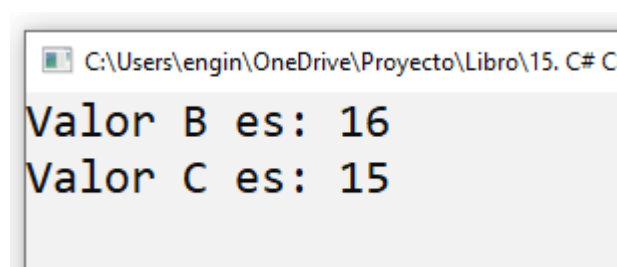 C:\Users\engin\OneDrive\Proyecto\Libro\15. C# C
Valor B es: 16
Valor C es: 15